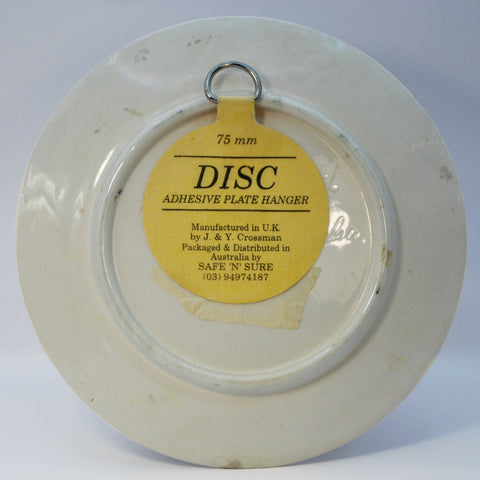 75 mm
DISC
ADHESIVE PLATE HANGER
Manufactured in U.K.
by J. & Y. Crossman
Packaged & Distributed in
Australia by
SAFE 'N' SURE
(03) 94974187